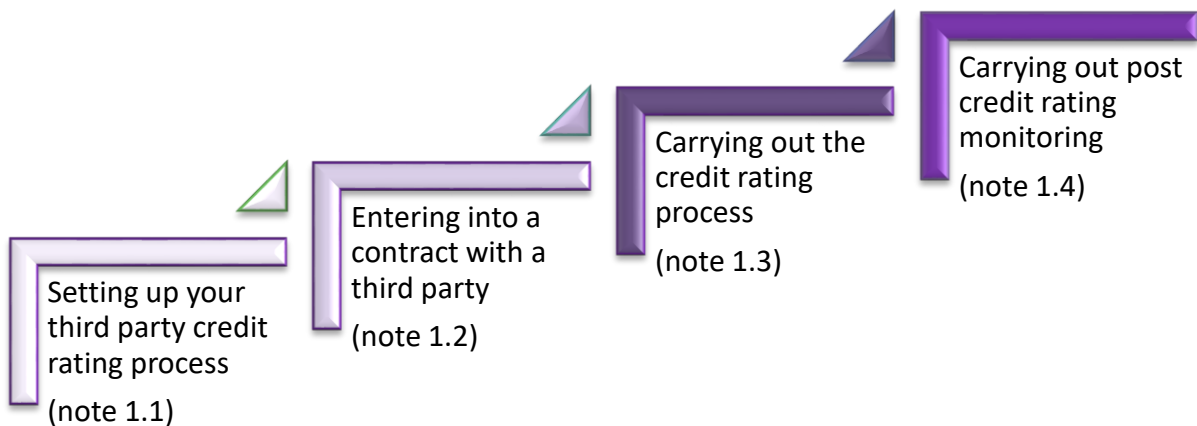 Setting up your
third party credit
rating process
(note 1.1)
Entering into a
contract with a
third party
(note 1.2)
Carrying out the
credit rating
process
(note 1.3)
Carrying out post
credit rating
monitoring
(note 1.4)